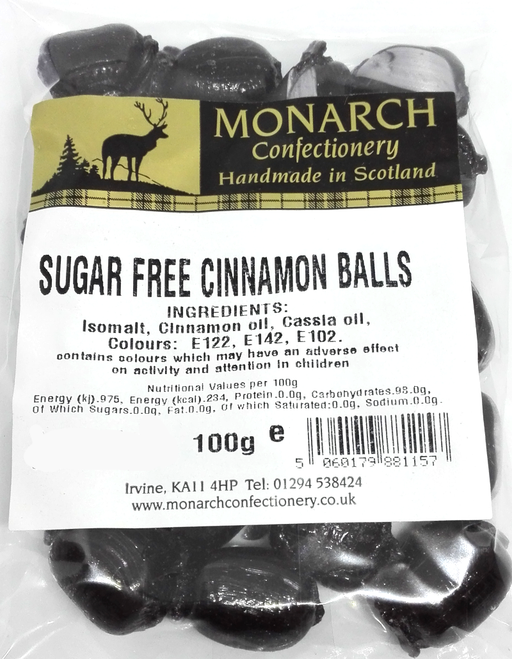 MONARCH
Confectionery
Handmade in Scotland
SUGAR FREE CINNAMON BALLS
INGREDIENTS:
Isomalt, Cinnamon oil, Cassia oil,
Colours: E122, E142, E102.
contains colours which may have an adverse effect
on activity and attention in children
Nutritional Values per 100g
Energy (kj).975, Energy (kcal).234, Protein.0.0g, Carbohydrates.98.0g,
Of Which Sugars.0.0g, Fat.0.0g, Of which Saturated:0.0g, Sodium.0.0g.
100g e
5 060179 881157
Irvine, KA11 4HP Tel: 01294 538424
www.monarchconfectionery.co.uk